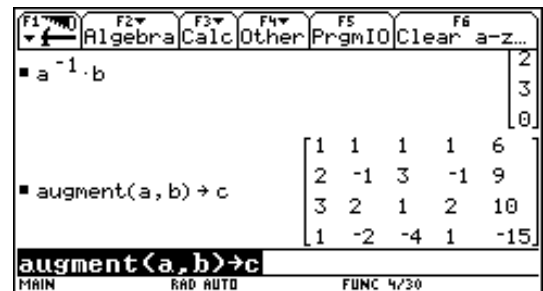 F1 F2 F3 F4 F5 F6
Algebra Calc Other PrgmIO Clear a-z…
2
a⁻¹·b 3
0
1 1 1 1 6
2 -1 3 -1 9
augment(a, b) → c
3 2 1 2 10
1 -2 -4 1 -15
augment(a,b)→c
MAIN RAD AUTO FUNC 4/30